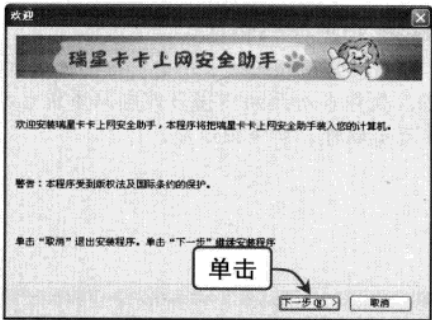 欢迎
瑞星卡卡上网安全助手
欢迎安装瑞星卡卡上网安全助手，本程序将把瑞星卡卡上网安全助手装入您的计算机。
警告：本程序受到版权法及国际条约的保护。
单击“取消”退出安装程序。单击“下一步”继续安装程序
单击
下一步(N) >
取消